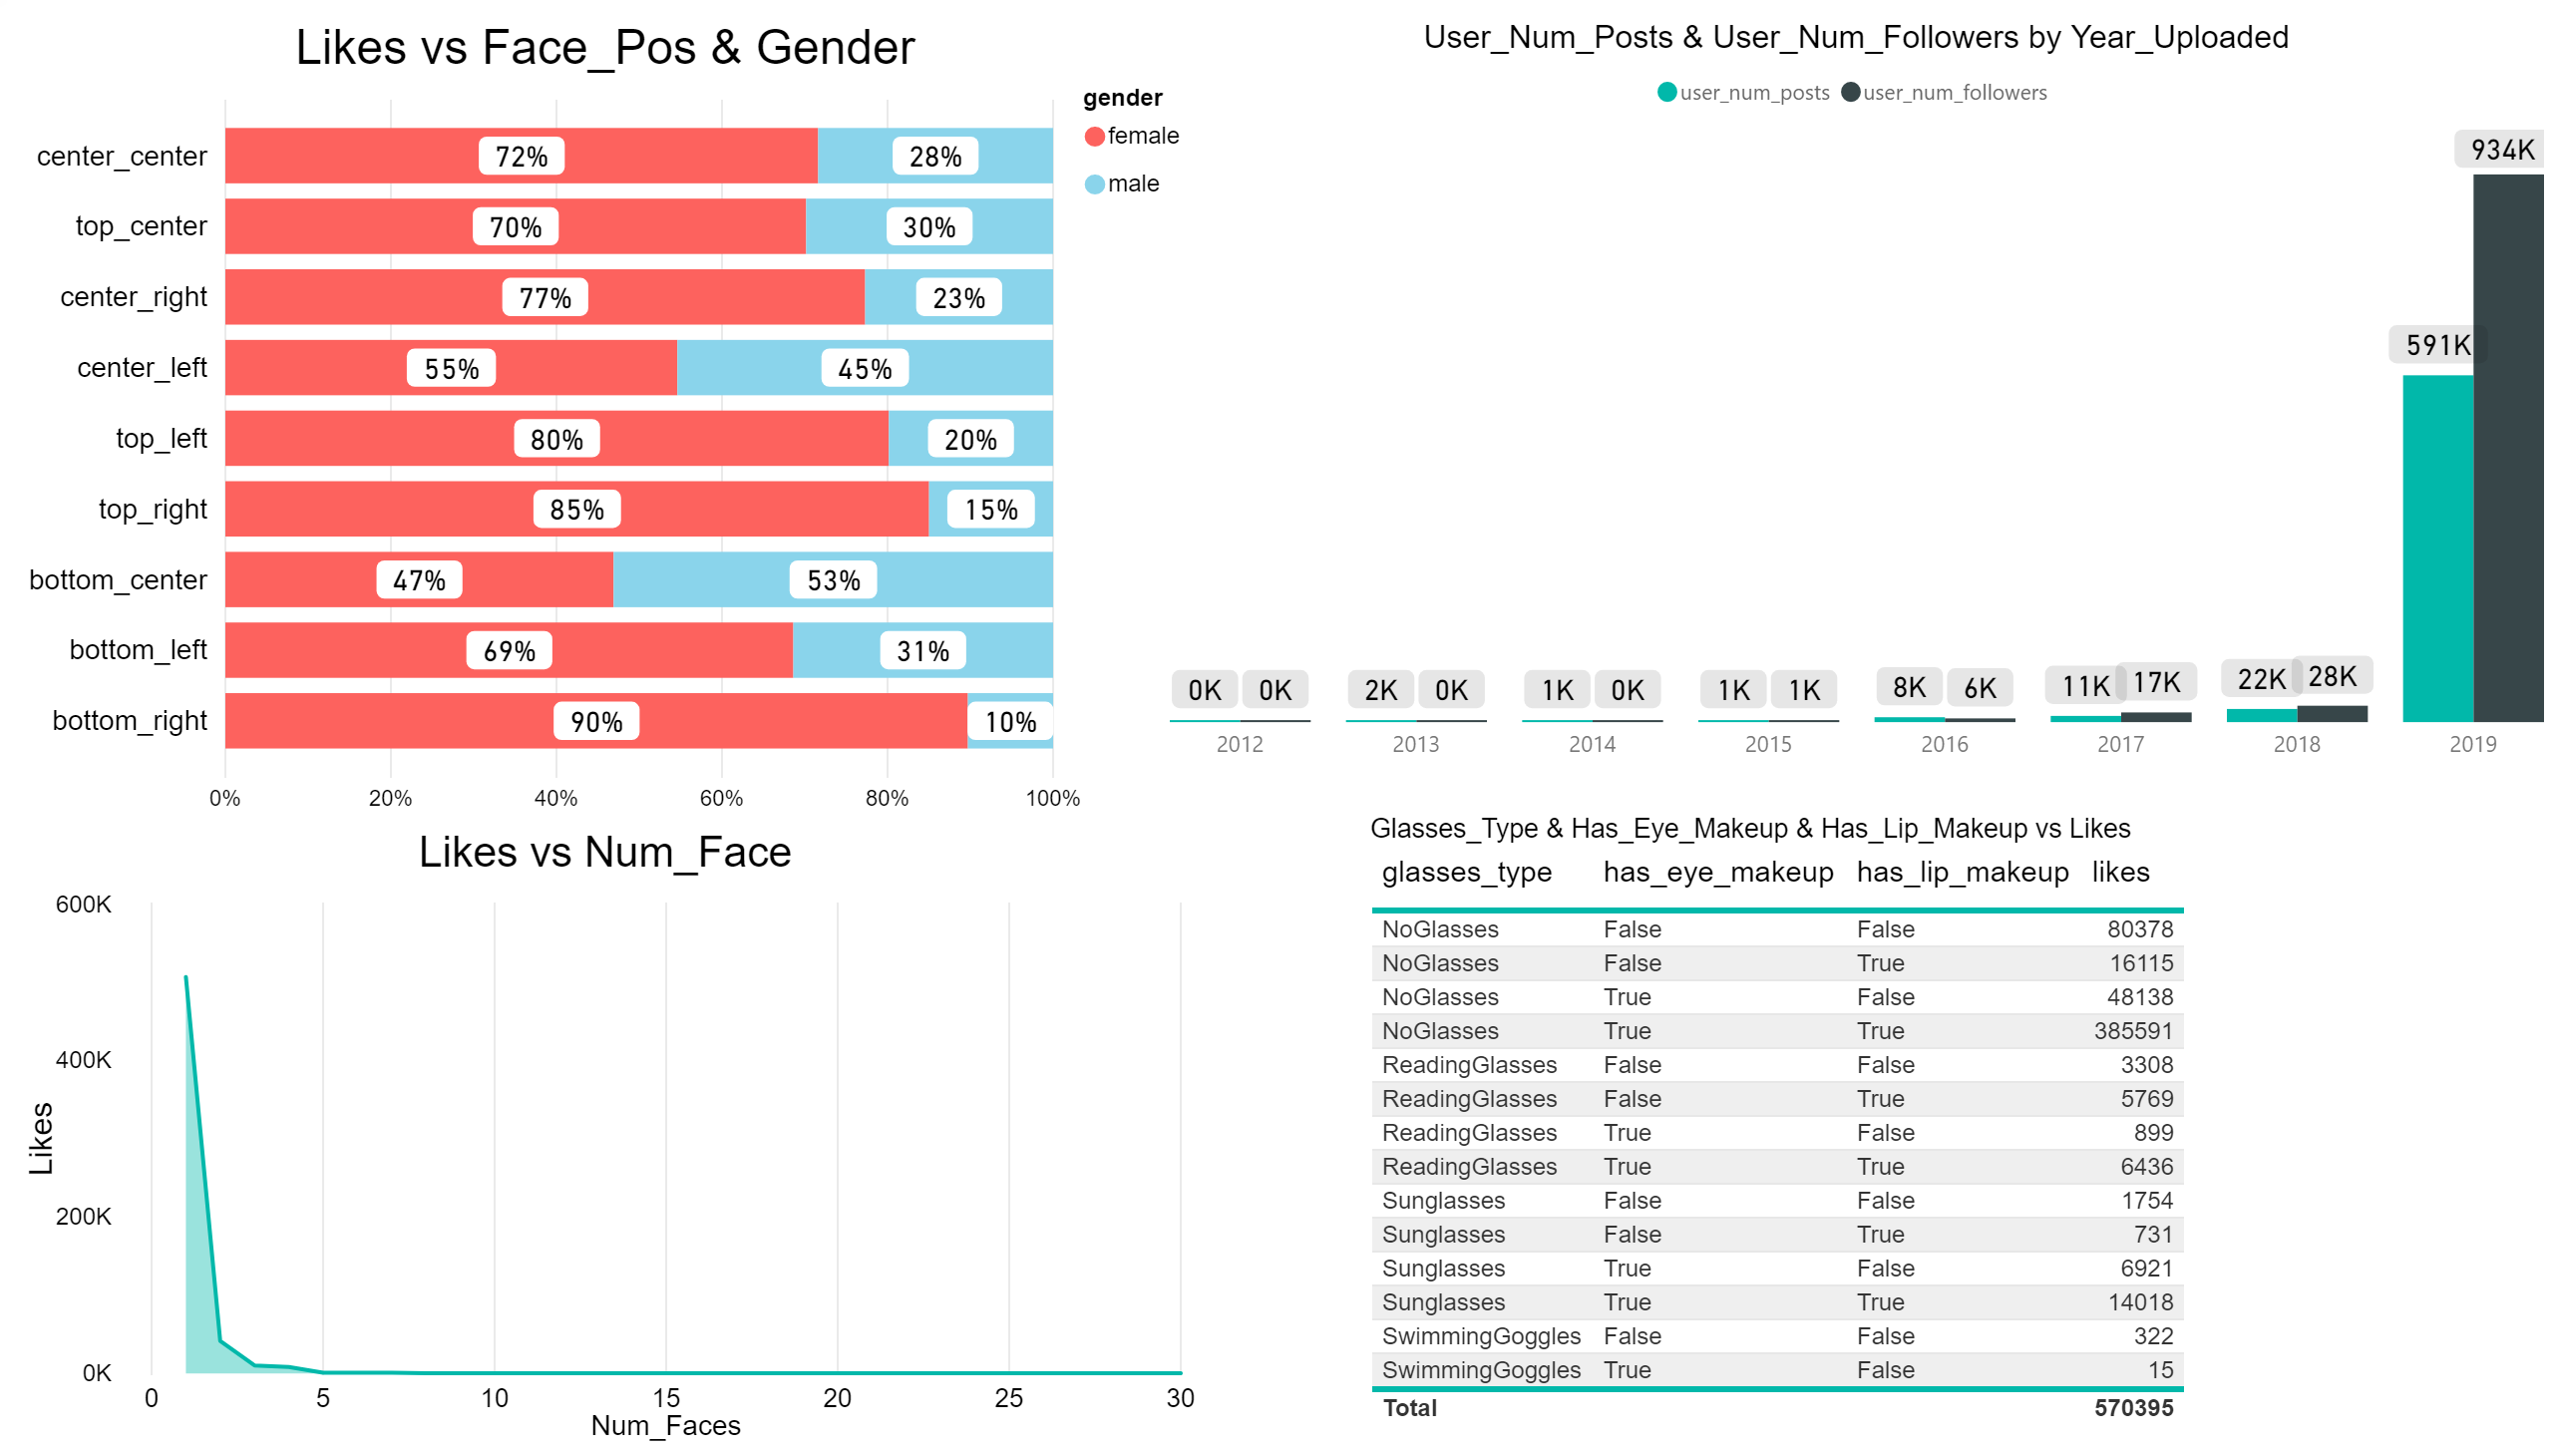 Likes vs Face_Pos & Gender
gender
female
male
center_center
72%
28%
top_center
70%
30%
center_right
77%
23%
center_left
55%
45%
top_left
80%
20%
top_right
85%
15%
bottom_center
47%
53%
bottom_left
69%
31%
bottom_right
90%
10%
0%
20%
40%
60%
80%
100%
User_Num_Posts & User_Num_Followers by Year_Uploaded
user_num_posts
user_num_followers
0K
0K
2K
0K
1K
0K
1K
1K
8K
6K
11K
17K
22K
28K
591K
934K
2012
2013
2014
2015
2016
2017
2018
2019
Likes vs Num_Face
Likes
600K
400K
200K
0K
0
5
10
15
20
25
30
Num_Faces
Glasses_Type & Has_Eye_Makeup & Has_Lip_Makeup vs Likes
glasses_type has_eye_makeup has_lip_makeup likes
NoGlasses False False 80378
NoGlasses False True 16115
NoGlasses True False 48138
NoGlasses True True 385591
ReadingGlasses False False 3308
ReadingGlasses False True 5769
ReadingGlasses True False 899
ReadingGlasses True True 6436
Sunglasses False False 1754
Sunglasses False True 731
Sunglasses True False 6921
Sunglasses True True 14018
SwimmingGoggles False False 322
SwimmingGoggles True False 15
Total 570395